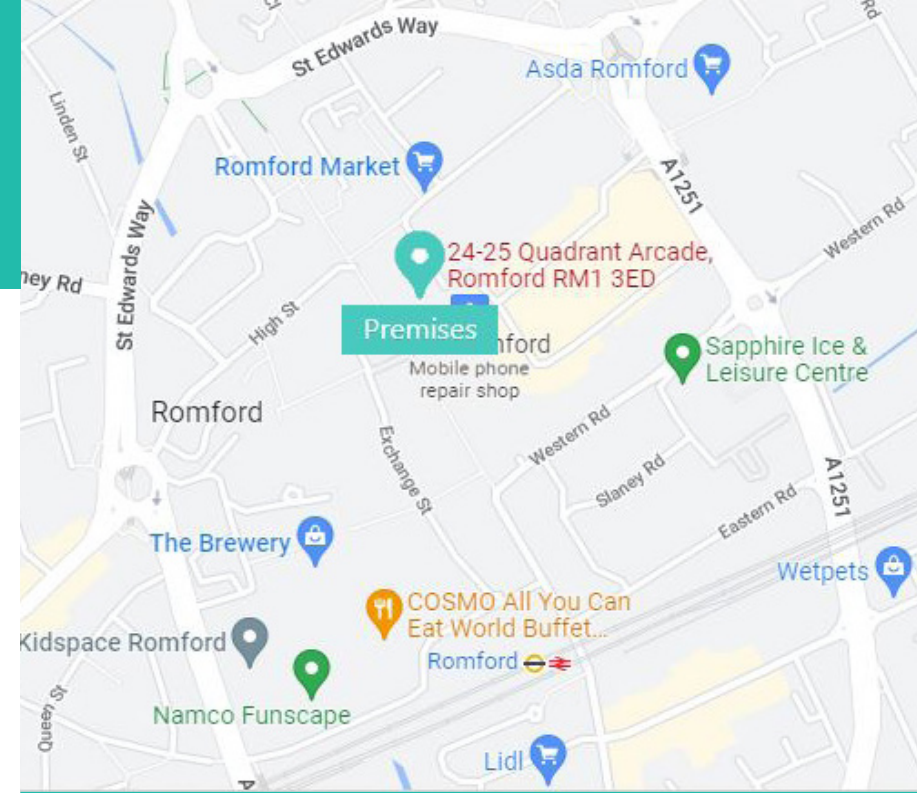 St Edwards Way
Rd
Asda Romford
Linden St
Romford Market
A1251
Western Rd
24-25 Quadrant Arcade,
Romford RM1 3ED
ney Rd
St Edwards Way
High St
Premises
nford
Mobile phone
repair shop
Sapphire Ice &
Leisure Centre
Romford
Exchange St
Western Rd
Slaney Rd
A1251
Eastern Rd
The Brewery
Wetpets
COSMO All You Can
Eat World Buffet...
Kidspace Romford
Romford
Queen St
Namco Funscape
Lidl
A